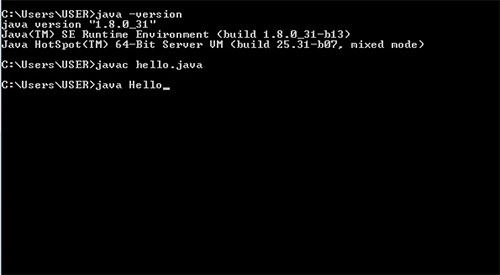 C:\Users\USER>java -version
java version "1.8.0_31"
Java(TM) SE Runtime Environment (build 1.8.0_31-b13)
Java HotSpot(TM) 64-Bit Server VM (build 25.31-b07, mixed mode)
C:\Users\USER>javac hello.java
C:\Users\USER>java Hello_